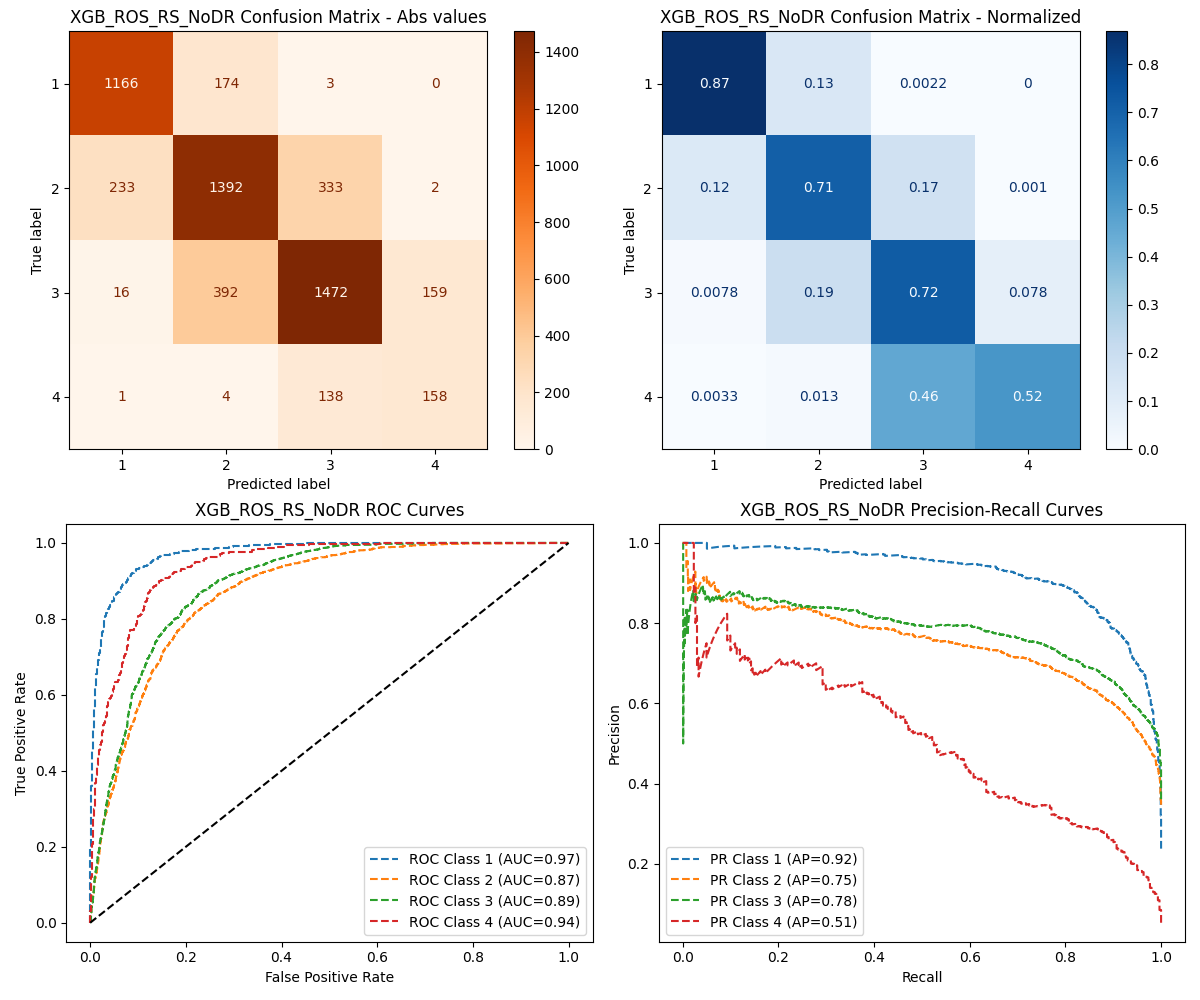 XGB_ROS_RS_NoDR Confusion Matrix - Abs values
1166 174 3 0
233 1392 333 2
16 392 1472 159
1 4 138 158
1
2
3
4
True label
1 2 3 4
Predicted label
1400
1200
1000
800
600
400
200
0
XGB_ROS_RS_NoDR Confusion Matrix - Normalized
0.87 0.13 0.0022 0
0.12 0.71 0.17 0.001
0.0078 0.19 0.72 0.078
0.0033 0.013 0.46 0.52
1
2
3
4
True label
1 2 3 4
Predicted label
0.8
0.7
0.6
0.5
0.4
0.3
0.2
0.1
0.0
XGB_ROS_RS_NoDR ROC Curves
1.0
0.8
0.6
0.4
0.2
0.0
True Positive Rate
ROC Class 1 (AUC=0.97)
ROC Class 2 (AUC=0.87)
ROC Class 3 (AUC=0.89)
ROC Class 4 (AUC=0.94)
0.0 0.2 0.4 0.6 0.8 1.0
False Positive Rate
XGB_ROS_RS_NoDR Precision-Recall Curves
1.0
0.8
0.6
0.4
0.2
Precision
PR Class 1 (AP=0.92)
PR Class 2 (AP=0.75)
PR Class 3 (AP=0.78)
PR Class 4 (AP=0.51)
0.0 0.2 0.4 0.6 0.8 1.0
Recall